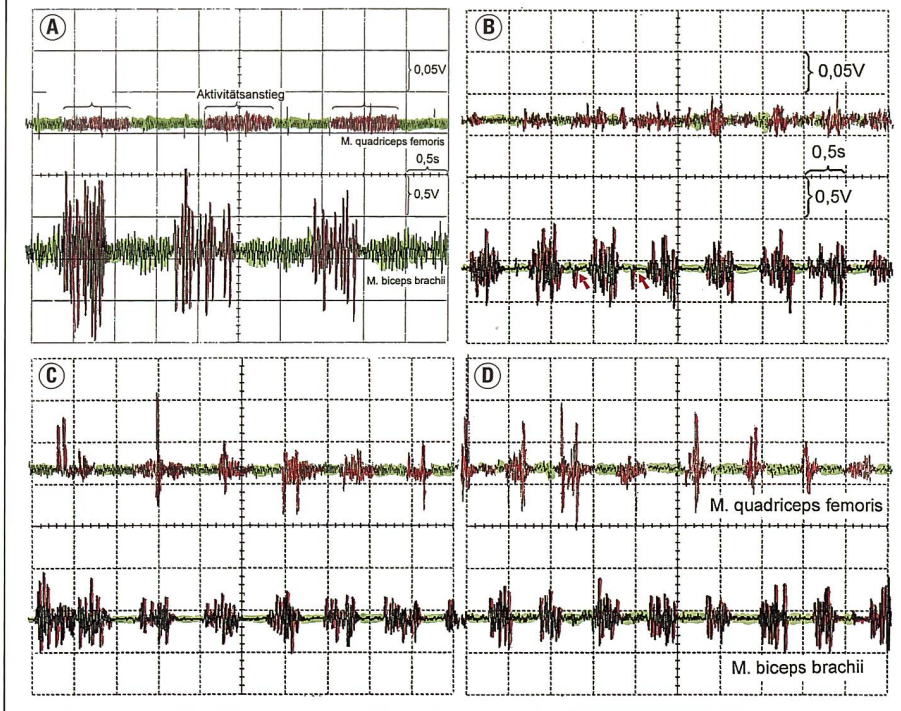 A
0,05V
Aktivitätsanstieg
M. quadriceps femoris
0,5s
0,5V
M. biceps brachii
B
0,05V
0,5s
0,5V
C
D
M. quadriceps femoris
M. biceps brachii